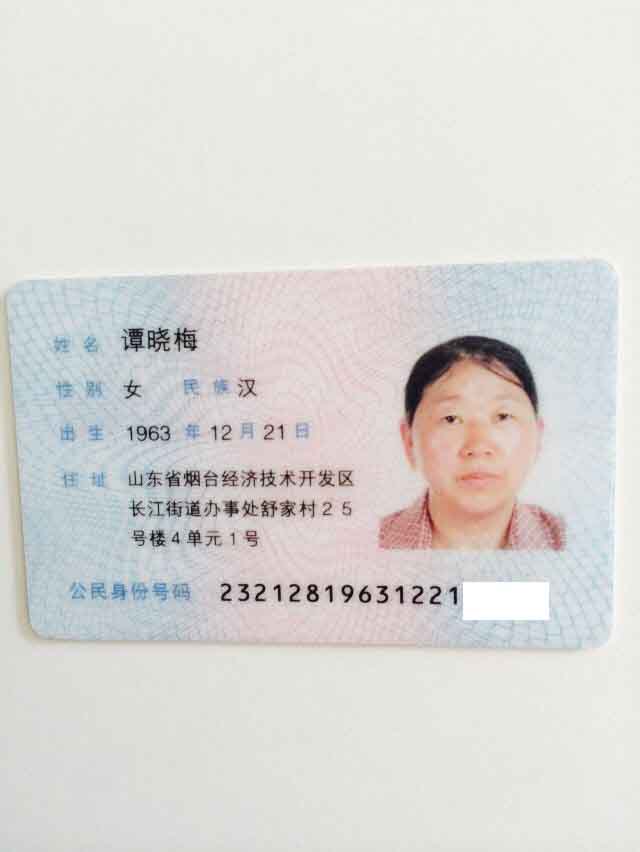 姓名 谭晓梅
性别 女 民族 汉
出生 1963 年 12 月 21 日
住址 山东省烟台经济技术开发区
长江街道办事处舒家村25
号楼4单元1号
公民身份号码 23212819631221